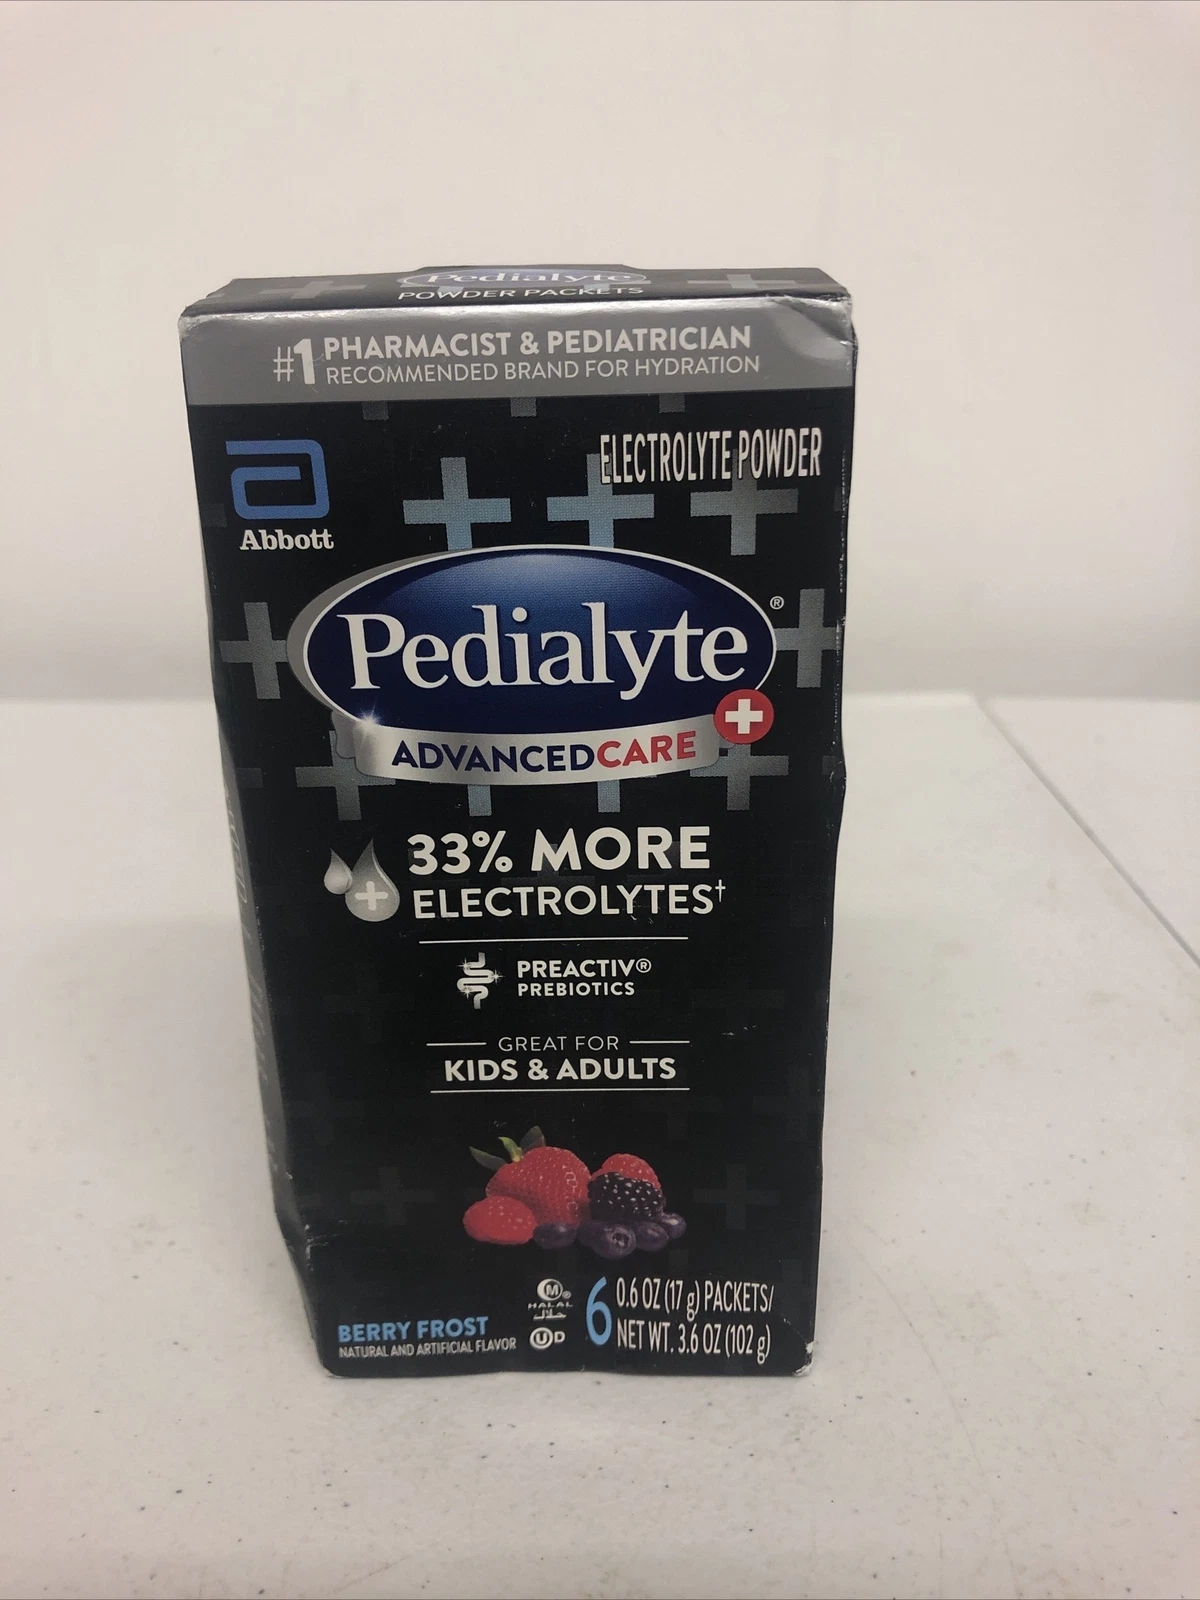 Pedialyte
POWDER PACKETS
#1 PHARMACIST & PEDIATRICIAN
RECOMMENDED BRAND FOR HYDRATION
ELECTROLYTE POWDER
Abbott
Pedialyte®
ADVANCEDCARE
33% MORE
ELECTROLYTES†
PREACTIV®
PREBIOTICS
GREAT FOR
KIDS & ADULTS
BERRY FROST
NATURAL AND ARTIFICIAL FLAVOR
M®
HALAL
حلال
U D
6 0.6 OZ (17 g) PACKETS/
NET WT. 3.6 OZ (102 g)